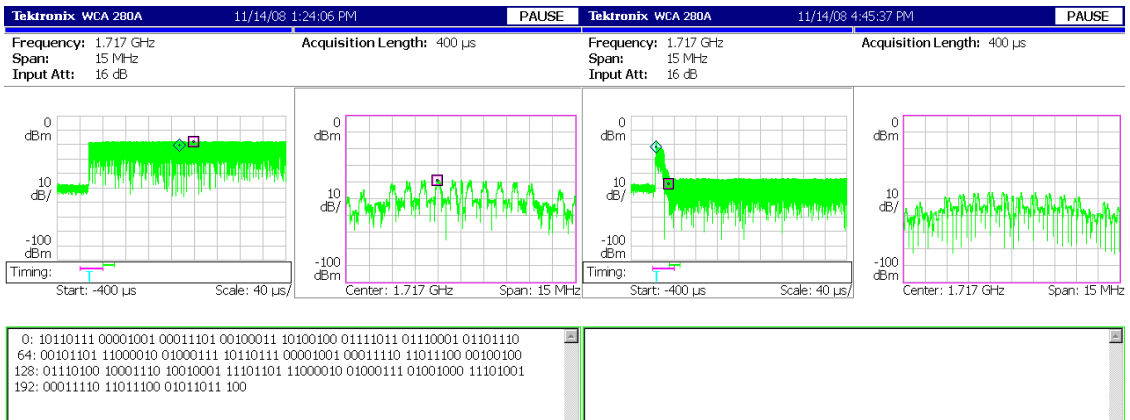 Tektronix WCA 280A 11/14/08 1:24:06 PM PAUSE
Frequency: 1.717 GHz
Span: 15 MHz
Input Att: 16 dB
Acquisition Length: 400 µs
0
dBm
10
dB/
-100
dBm
Timing:
Start: -400 µs Scale: 40 µs/
0
dBm
10
dB/
-100
dBm
Center: 1.717 GHz Span: 15 MHz
0: 10110111 00001001 00011101 00100011 10100100 01111011 01110001 01101110
64: 00101101 11000010 01000111 10110111 00001001 00011110 11011100 00100100
128: 01110100 10001110 10010001 11101101 11000010 01000111 01001000 11101001
192: 00011110 11011100 01011011 100
Tektronix WCA 280A 11/14/08 4:45:37 PM PAUSE
Frequency: 1.717 GHz
Span: 15 MHz
Input Att: 16 dB
Acquisition Length: 400 µs
0
dBm
10
dB/
-100
dBm
Timing:
Start: -400 µs Scale: 40 µs/
0
dBm
10
dB/
-100
dBm
Center: 1.717 GHz Span: 15 MHz